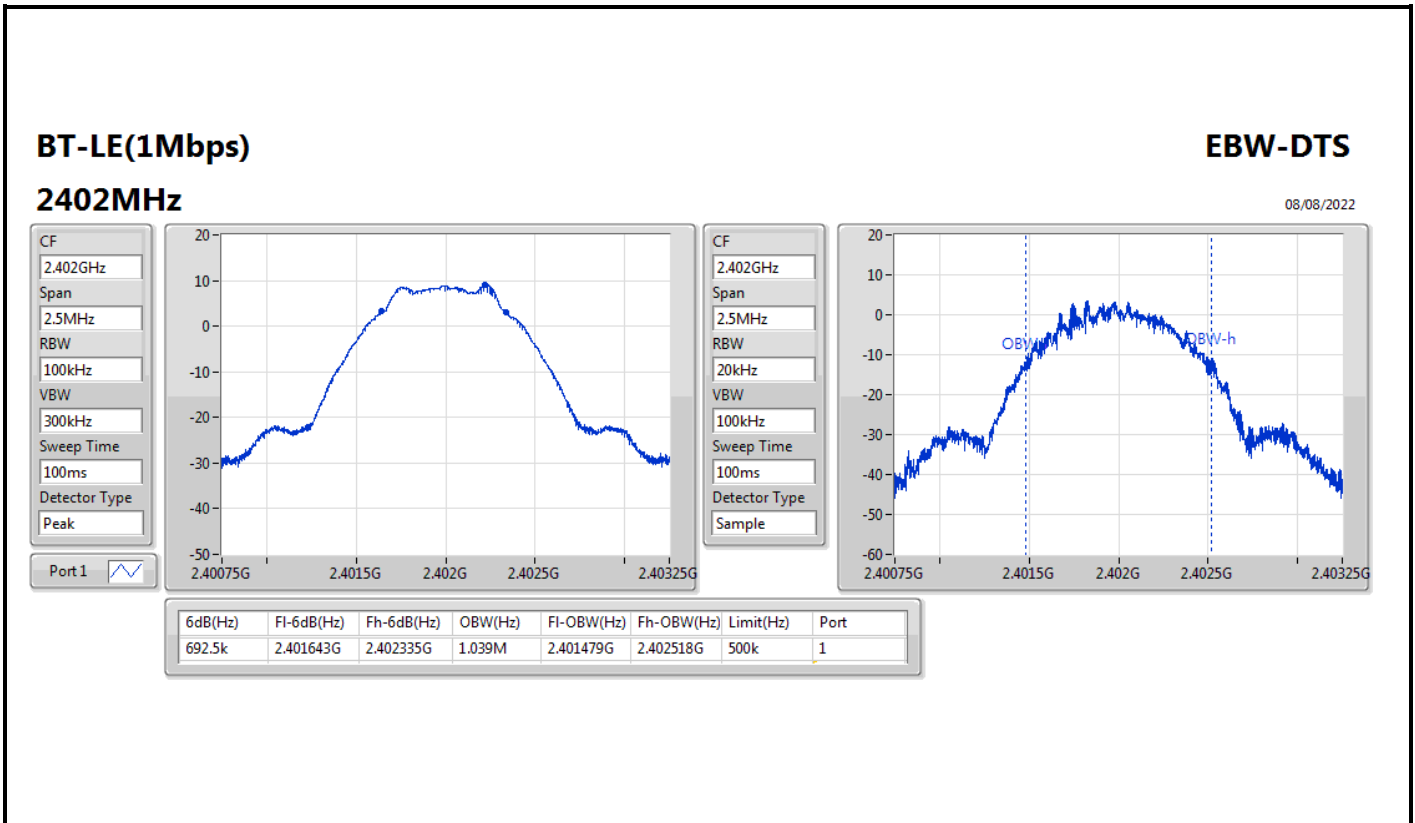 BT-LE(1Mbps)
EBW-DTS
2402MHz
08/08/2022
CF
2.402GHz
Span
2.5MHz
RBW
100kHz
VBW
300kHz
Sweep Time
100ms
Detector Type
Peak
Port 1
20
10
0
-10
-20
-30
-40
-50
2.40075G 2.4015G 2.402G 2.4025G 2.40325G
CF
2.402GHz
Span
2.5MHz
RBW
20kHz
VBW
100kHz
Sweep Time
100ms
Detector Type
Sample
20
10
0
-10
-20
-30
-40
-50
-60
OBW-h
2.40075G 2.4015G 2.402G 2.4025G 2.40325G
6dB(Hz) Fl-6dB(Hz) Fh-6dB(Hz) OBW(Hz) Fl-OBW(Hz) Fh-OBW(Hz) Limit(Hz) Port
692.5k 2.401643G 2.402335G 1.039M 2.401479G 2.402518G 500k 1